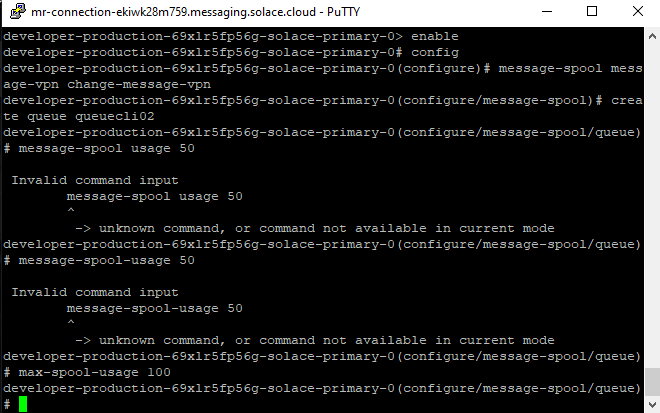 mr-connection-ekiwk28m759.messaging.solace.cloud - PuTTY
developer-production-69xlr5fp56g-solace-primary-0> enable
developer-production-69xlr5fp56g-solace-primary-0# config
developer-production-69xlr5fp56g-solace-primary-0(configure)# message-spool mess
age-vpn change-message-vpn
developer-production-69xlr5fp56g-solace-primary-0(configure/message-spool)# crea
te queue queuecli02
developer-production-69xlr5fp56g-solace-primary-0(configure/message-spool/queue)
# message-spool usage 50
Invalid command input
message-spool usage 50
^
-> unknown command, or command not available in current mode
developer-production-69xlr5fp56g-solace-primary-0(configure/message-spool/queue)
# message-spool-usage 50
Invalid command input
message-spool-usage 50
^
-> unknown command, or command not available in current mode
developer-production-69xlr5fp56g-solace-primary-0(configure/message-spool/queue)
# max-spool-usage 100
developer-production-69xlr5fp56g-solace-primary-0(configure/message-spool/queue)
#